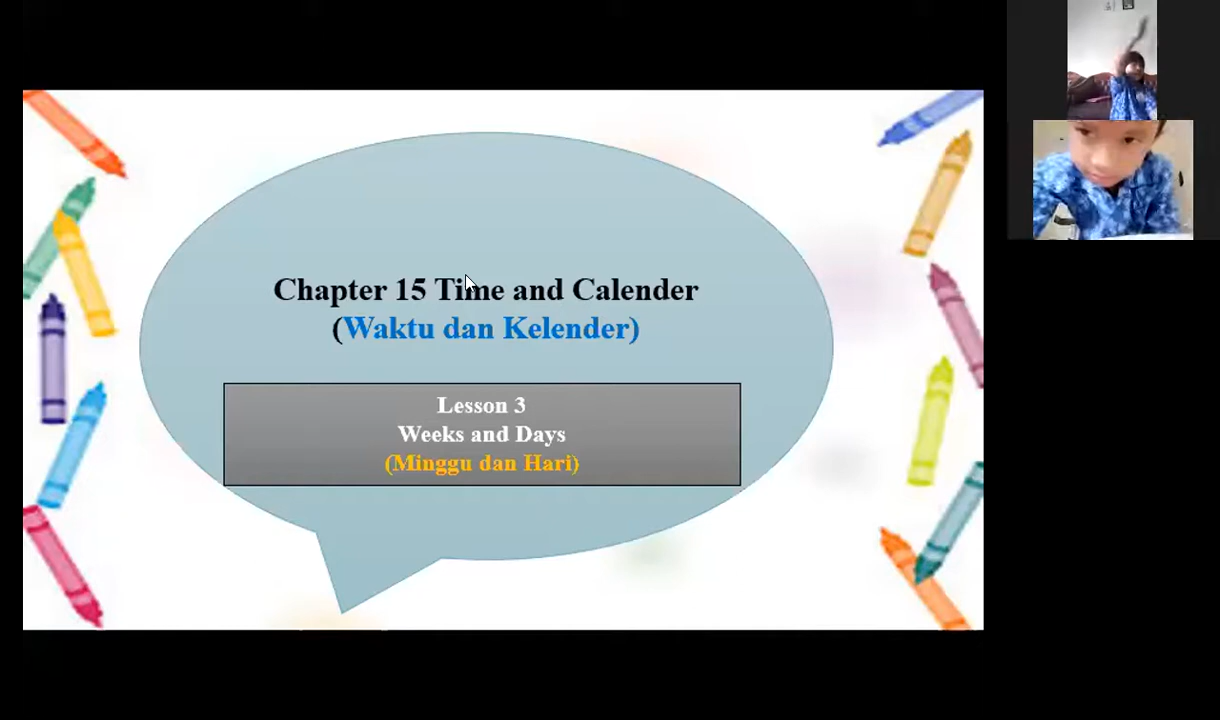 Chapter 15 Time and Calender
(Waktu dan Kelender)
Lesson 3
Weeks and Days
(Minggu dan Hari)